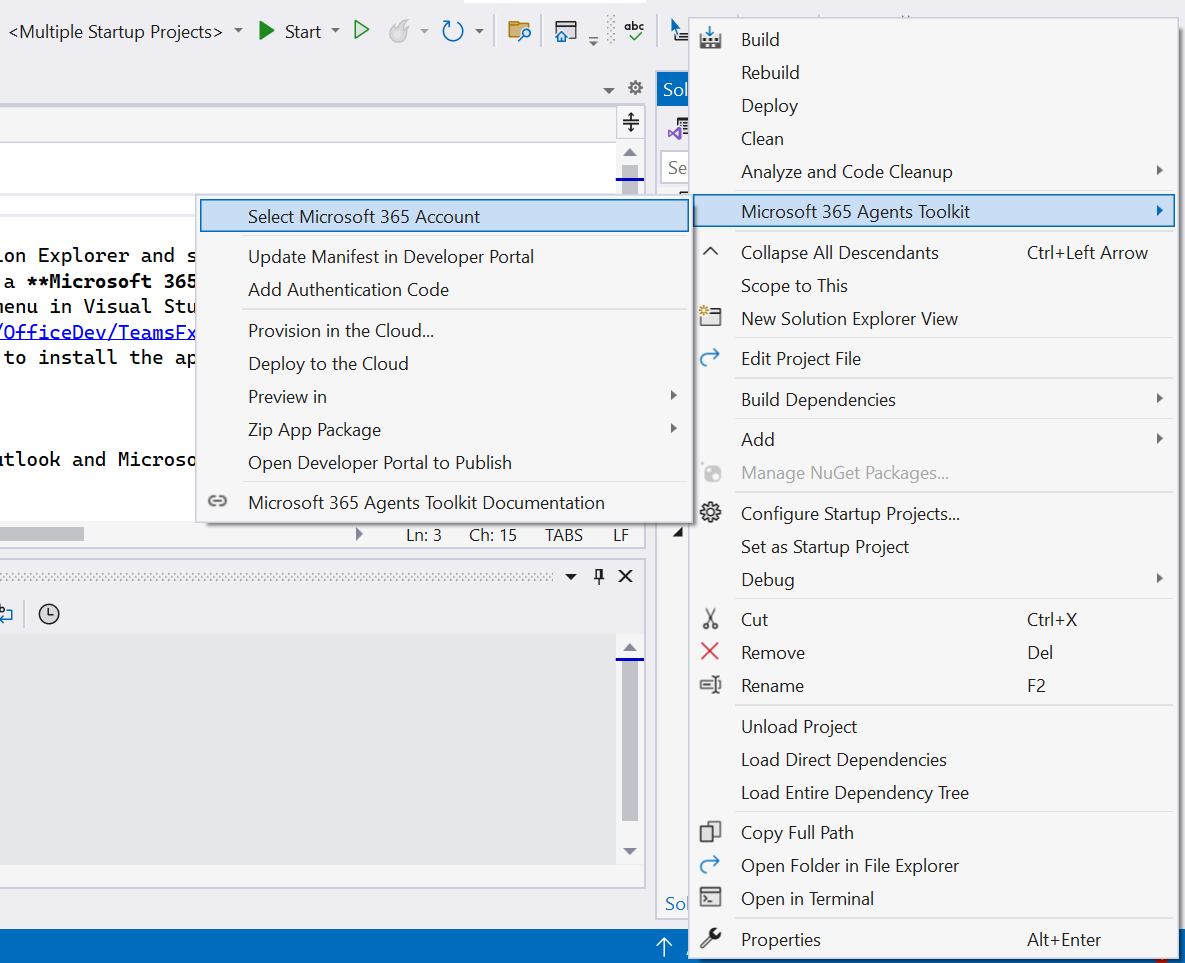 <Multiple Startup Projects>
Start
abc
Sol
Se
ion Explorer and s
a **Microsoft 365
menu in Visual Stu
/OfficeDev/TeamsFx
to install the ap
utlook and Microso
Ln: 3
Ch: 15
TABS
LF
Sol
Select Microsoft 365 Account
Update Manifest in Developer Portal
Add Authentication Code
Provision in the Cloud...
Deploy to the Cloud
Preview in
Zip App Package
Open Developer Portal to Publish
Microsoft 365 Agents Toolkit Documentation
Build
Rebuild
Deploy
Clean
Analyze and Code Cleanup
Microsoft 365 Agents Toolkit
Collapse All Descendants Ctrl+Left Arrow
Scope to This
New Solution Explorer View
Edit Project File
Build Dependencies
Add
Manage NuGet Packages...
Configure Startup Projects...
Set as Startup Project
Debug
Cut Ctrl+X
Remove Del
Rename F2
Unload Project
Load Direct Dependencies
Load Entire Dependency Tree
Copy Full Path
Open Folder in File Explorer
Open in Terminal
Properties Alt+Enter